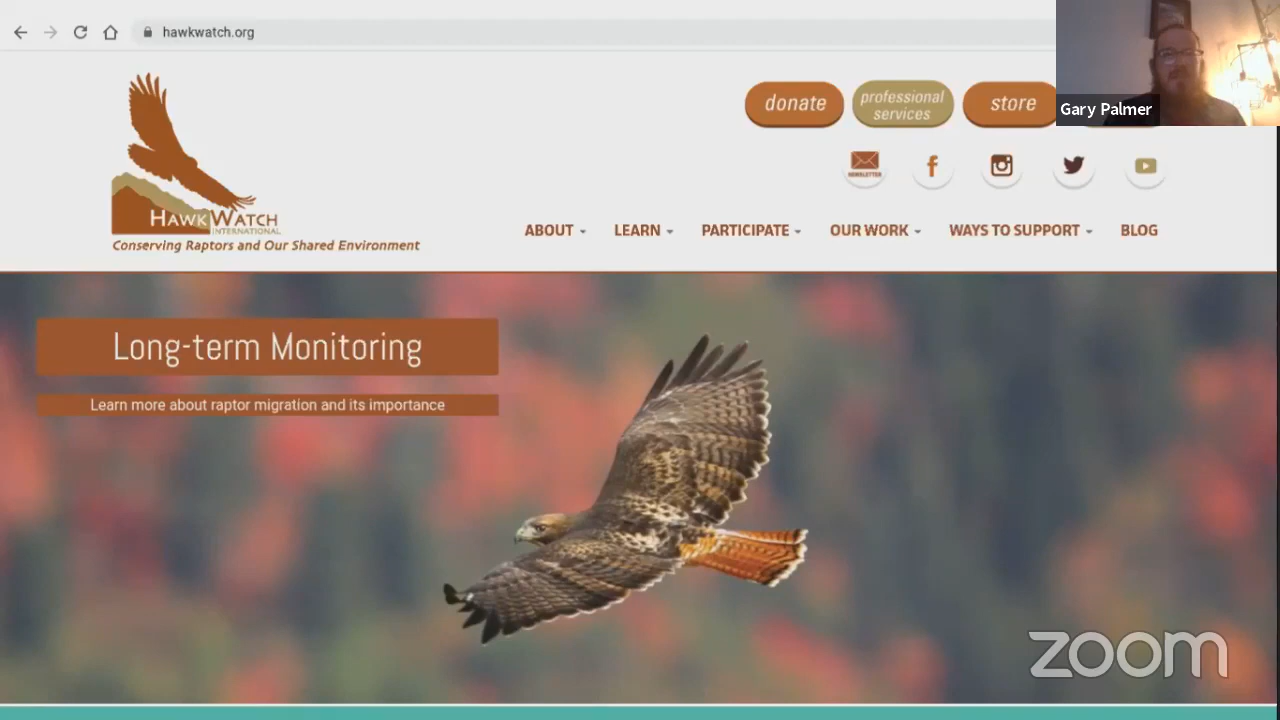 hawkwatch.org
Gary Palmer
donate
professional
services
store
NEWSLETTER
HAWKWATCH
INTERNATIONAL
Conserving Raptors and Our Shared Environment
ABOUT
LEARN
PARTICIPATE
OUR WORK
WAYS TO SUPPORT
BLOG
Long-term Monitoring
Learn more about raptor migration and its importance
zoom